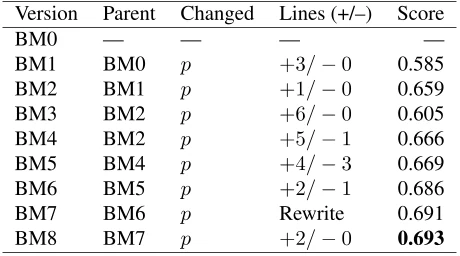 Version Parent Changed Lines (+/–) Score
BM0 — — — —
BM1 BM0 p +3/ − 0 0.585
BM2 BM1 p +1/ − 0 0.659
BM3 BM2 p +6/ − 0 0.605
BM4 BM2 p +5/ − 1 0.666
BM5 BM4 p +4/ − 3 0.669
BM6 BM5 p +2/ − 1 0.686
BM7 BM6 p Rewrite 0.691
BM8 BM7 p +2/ − 0 0.693